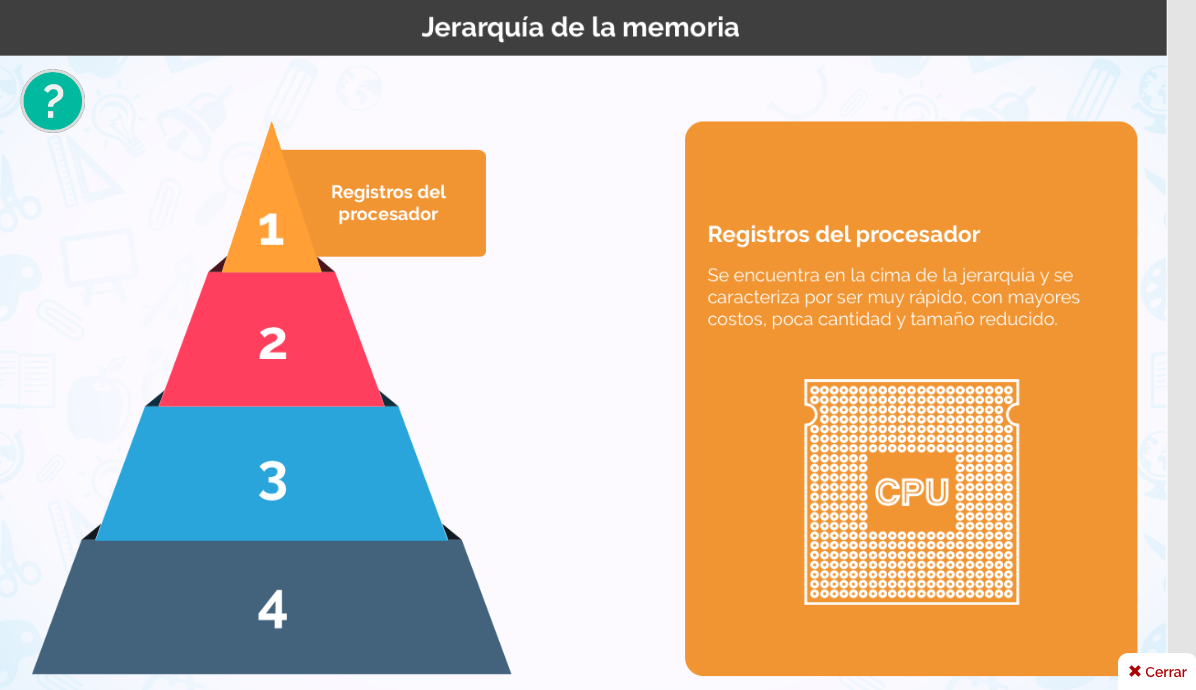 Jerarquía de la memoria
?
1
Registros del
procesador
2
3
4
Registros del procesador
Se encuentra en la cima de la jerarquía y se
caracteriza por ser muy rápido, con mayores
costos, poca cantidad y tamaño reducido.
CPU
✖ Cerrar